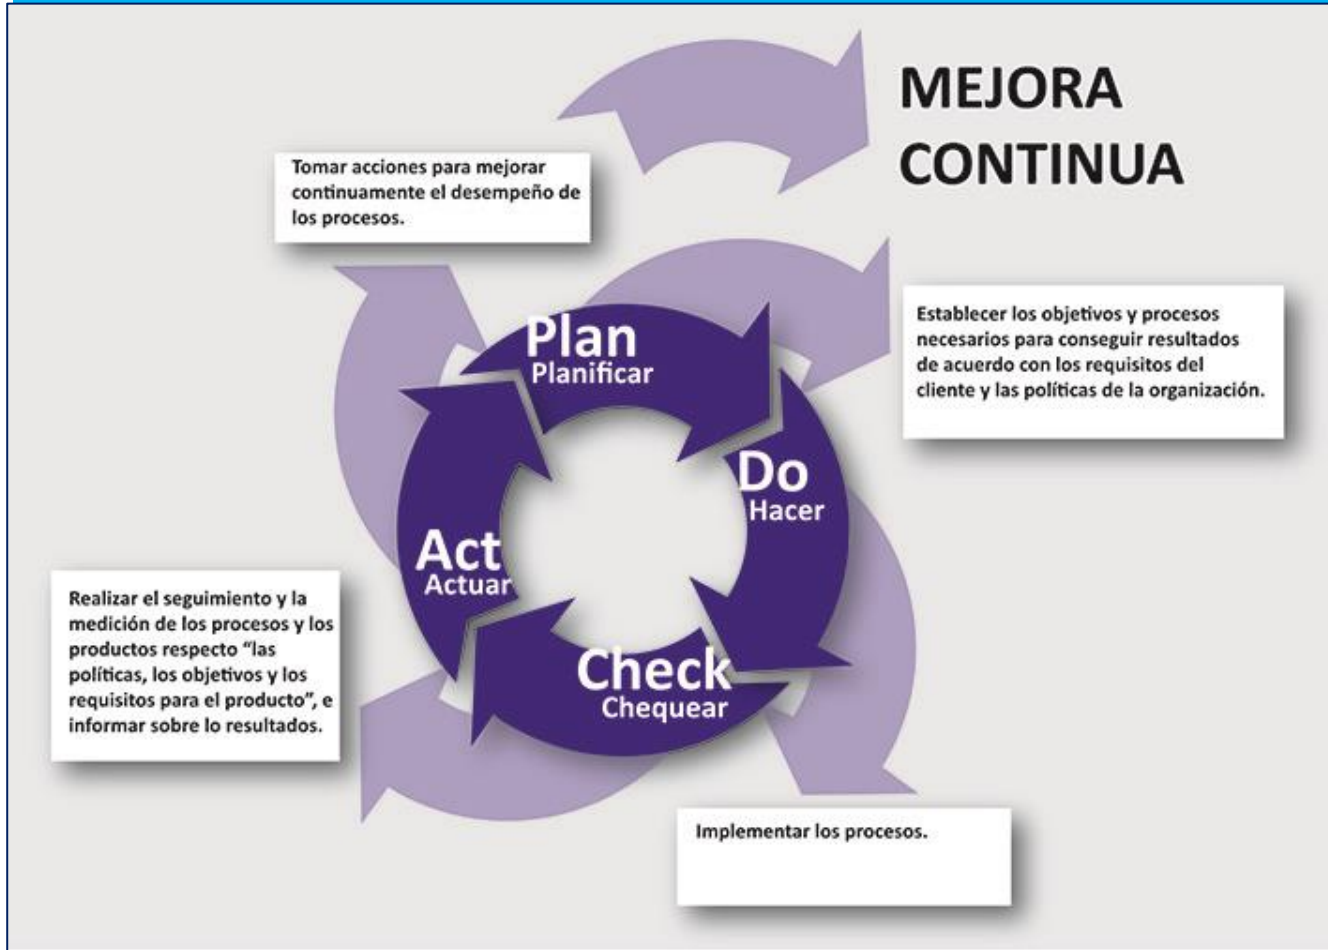 MEJORA
CONTINUA
Tomar acciones para mejorar
continuamente el desempeño de
los procesos.
Establecer los objetivos y procesos
necesarios para conseguir resultados
de acuerdo con los requisitos del
cliente y las políticas de la organización.
Plan
Planificar
Do
Hacer
Act
Actuar
Realizar el seguimiento y la
medición de los procesos y los
productos respecto “las
políticas, los objetivos y los
requisitos para el producto”, e
informar sobre lo resultados.
Check
Chequear
Implementar los procesos.